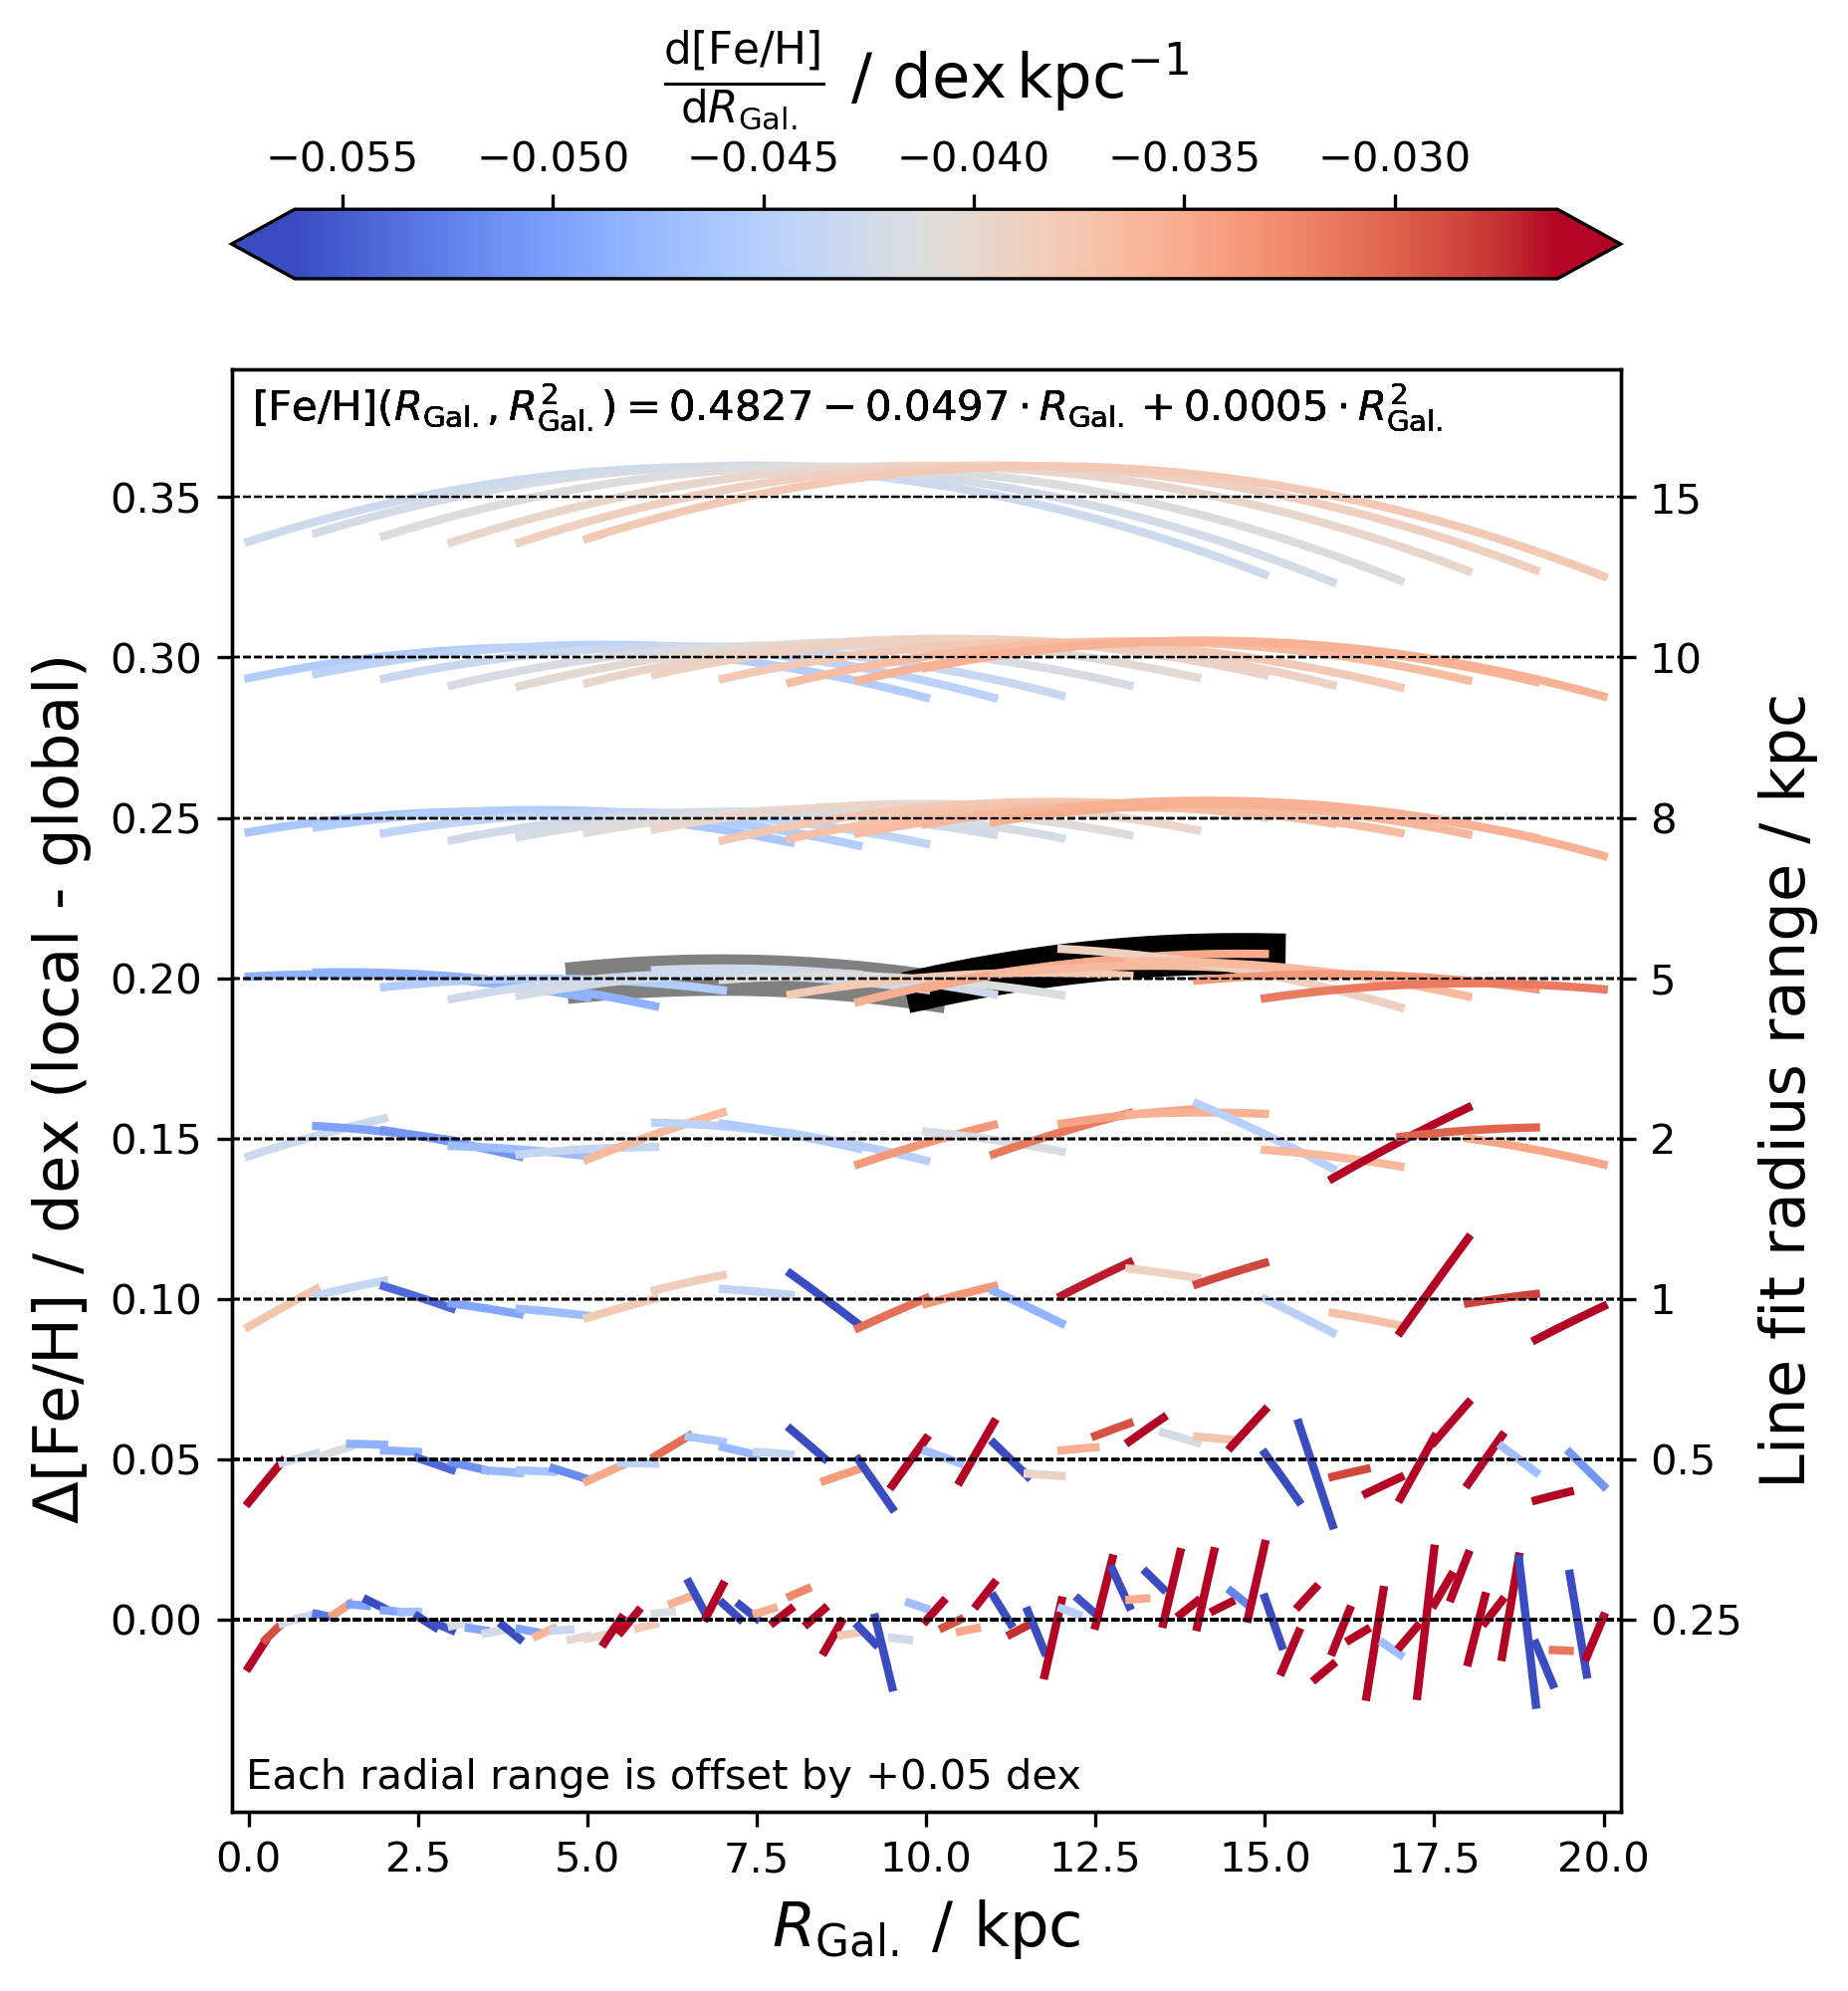 d[Fe/H] / dR_Gal. / dex kpc⁻¹
−0.055 −0.050 −0.045 −0.040 −0.035 −0.030
[Fe/H](R_Gal., R²_Gal.) = 0.4827 − 0.0497 · R_Gal. + 0.0005 · R²_Gal.
0.35 15
0.30 10
0.25 8
0.20 5
0.15 2
0.10 1
0.05 0.5
0.00 0.25
Δ[Fe/H] / dex (local - global)
Line fit radius range / kpc
Each radial range is offset by +0.05 dex
0.0 2.5 5.0 7.5 10.0 12.5 15.0 17.5 20.0
R_Gal. / kpc